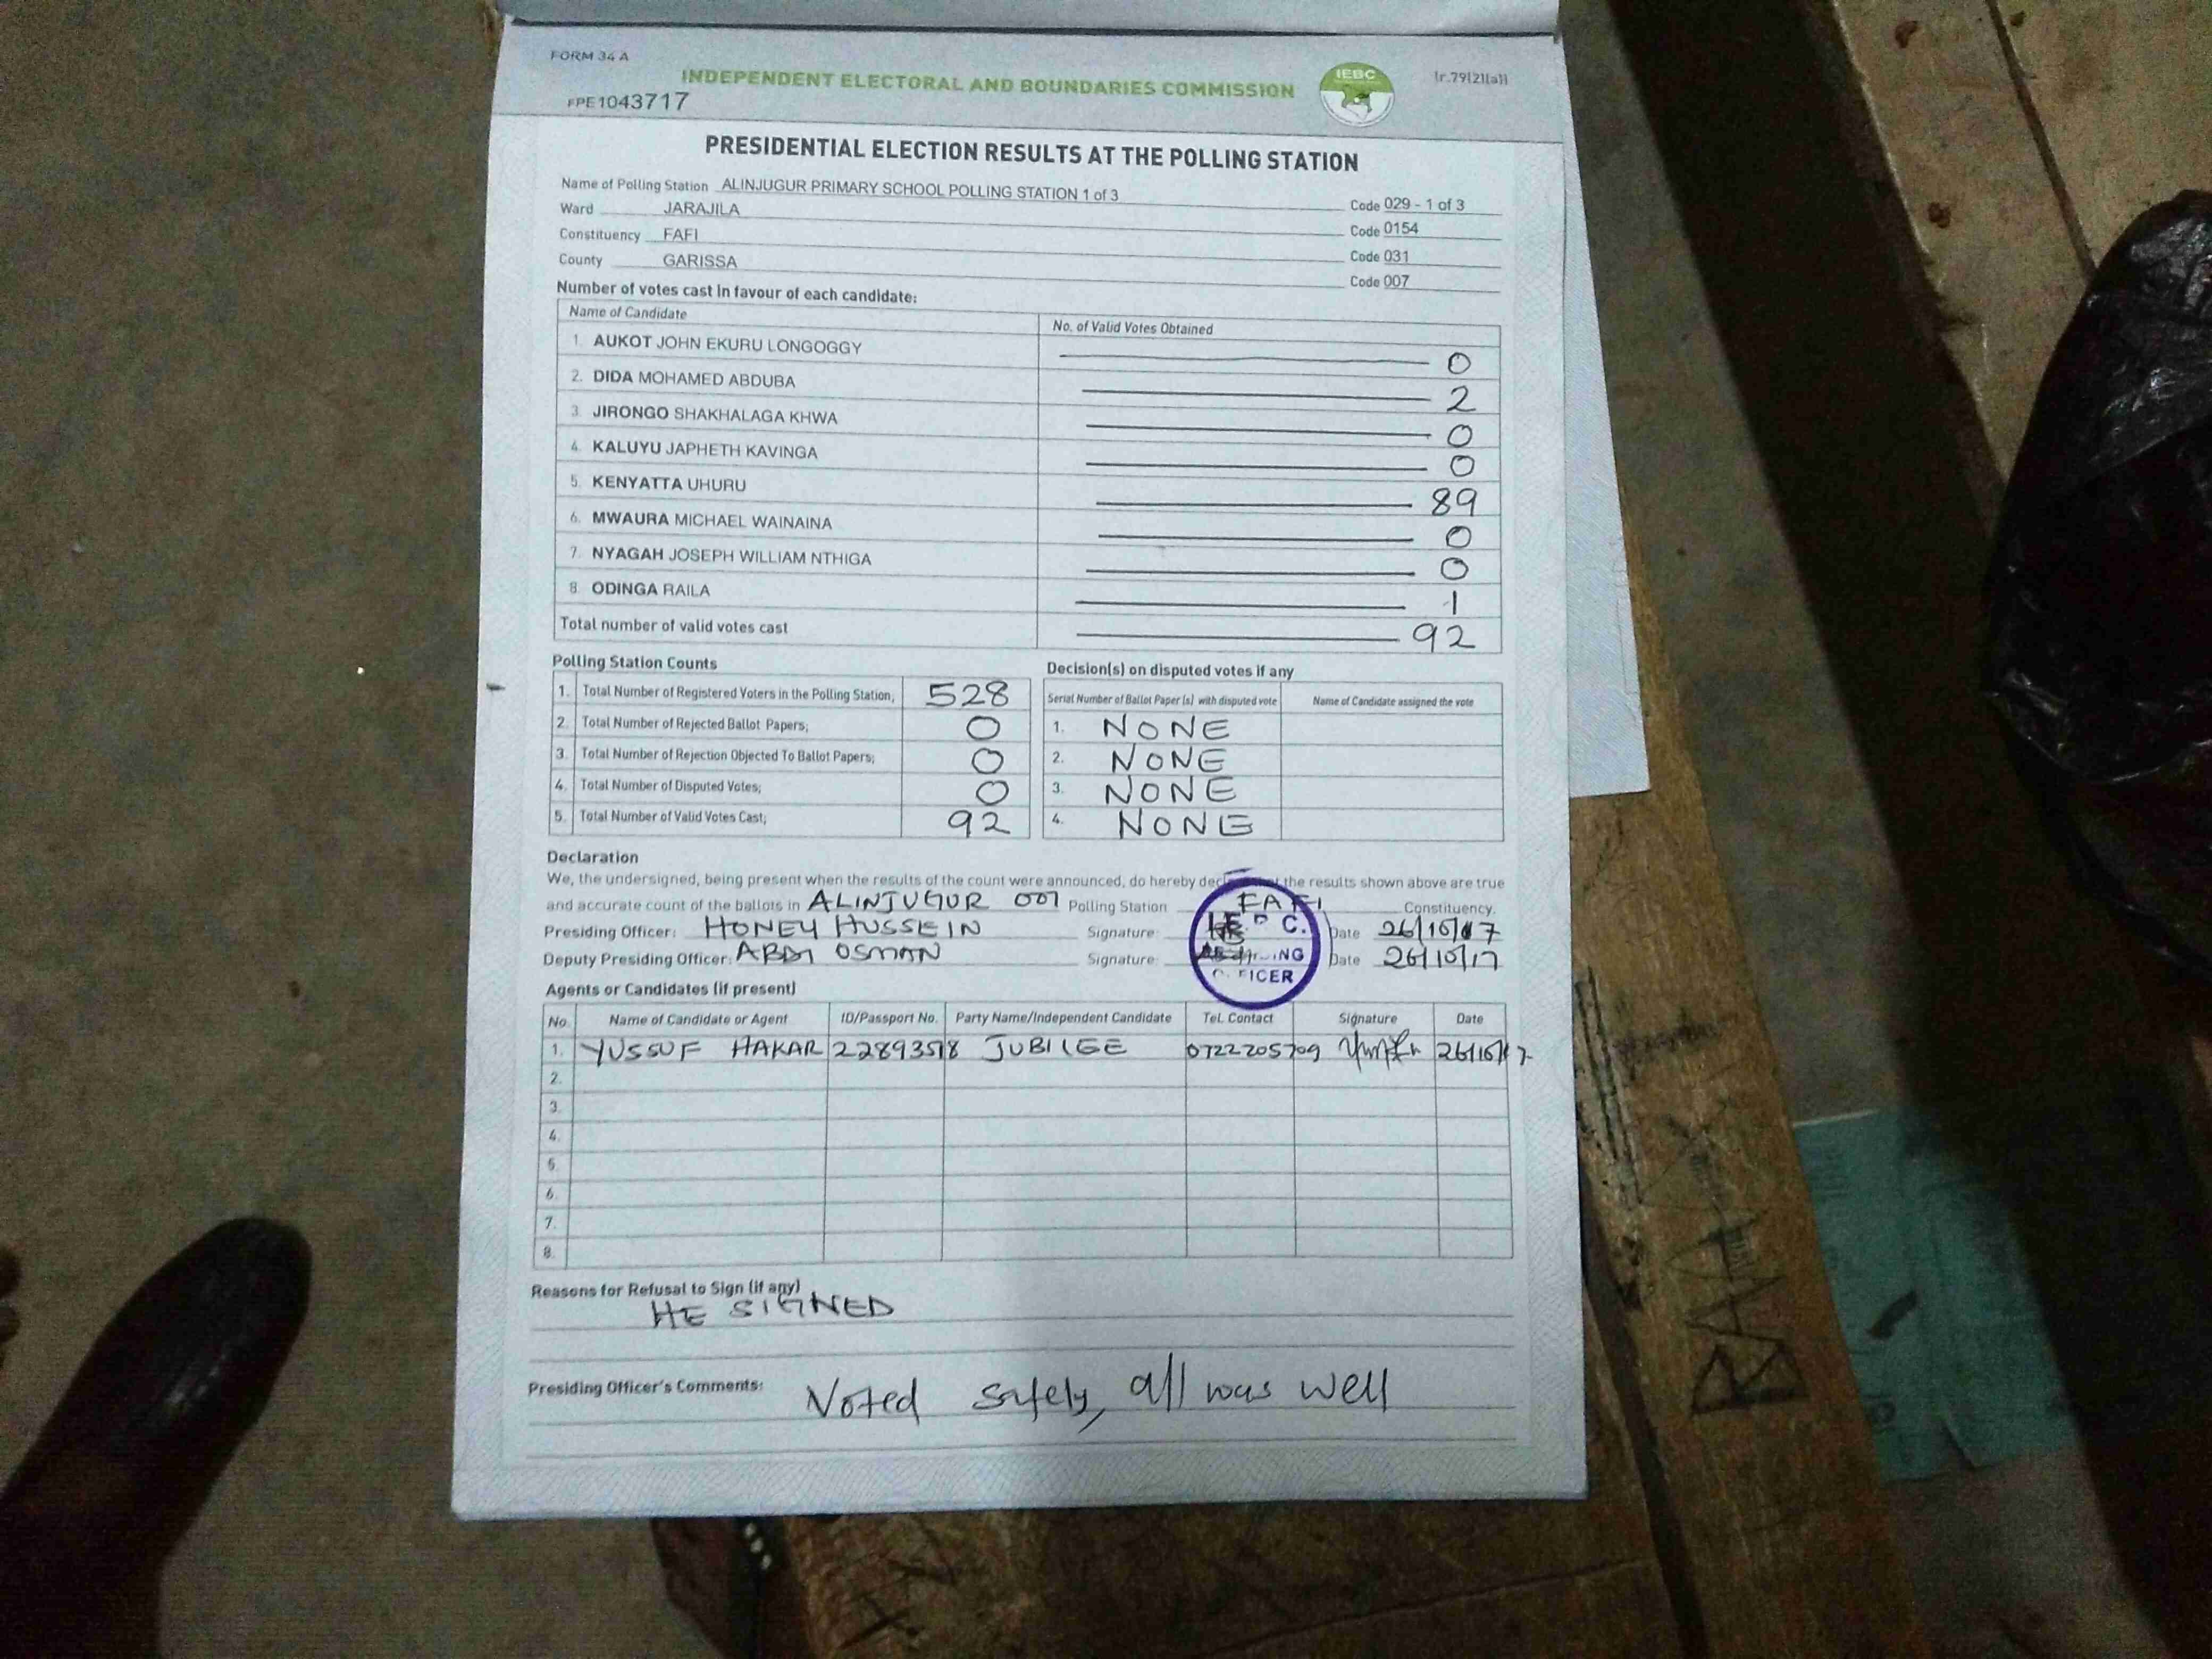 FORM 34 A
INDEPENDENT ELECTORAL AND BOUNDARIES COMMISSION
IEBC
(r.79(2)(a))
FPE1043717
PRESIDENTIAL ELECTION RESULTS AT THE POLLING STATION
Name of Polling Station ALINJUGUR PRIMARY SCHOOL POLLING STATION 1 of 3 Code 029 - 1 of 3
Ward JARAJILA Code 0154
Constituency FAFI Code 031
County GARISSA Code 007
Number of votes cast in favour of each candidate:
Name of Candidate No. of Valid Votes Obtained
1. AUKOT JOHN EKURU LONGOGGY 0
2. DIDA MOHAMED ABDUBA 2
3. JIRONGO SHAKHALAGA KHWA 0
4. KALUYU JAPHETH KAVINGA 0
5. KENYATTA UHURU 89
6. MWAURA MICHAEL WAINAINA 0
7. NYAGAH JOSEPH WILLIAM NTHIGA 0
8. ODINGA RAILA 1
Total number of valid votes cast 92
Polling Station Counts
1. Total Number of Registered Voters in the Polling Station; 528
2. Total Number of Rejected Ballot Papers; 0
3. Total Number of Rejection Objected To Ballot Papers; 0
4. Total Number of Disputed Votes; 0
5. Total Number of Valid Votes Cast; 92
Decision(s) on disputed votes if any
Serial Number of Ballot Paper (s) with disputed vote Name of Candidate assigned the vote
1. NONE
2. NONE
3. NONE
4. NONE
Declaration
We, the undersigned, being present when the results of the count were announced, do hereby the results shown above are true
and accurate count of the ballots in ALINJUGUR 001 Polling Station FAFI Constituency.
Presiding Officer: HONEY HUSSEIN Signature: Date 26/10/17
Deputy Presiding Officer: ABDI OSMAN Signature: Date 26/10/17
Agents or Candidates (if present)
No. Name of Candidate or Agent ID/Passport No. Party Name/Independent Candidate Tel. Contact Signature Date
1. YUSSUF HAKAR 22893518 JUBILEE 0722205709 26/10/17
2.
3.
4.
5.
6.
7.
8.
Reasons for Refusal to Sign (if any)
HE SIGNED
Presiding Officer's Comments: Noted safely, all was well